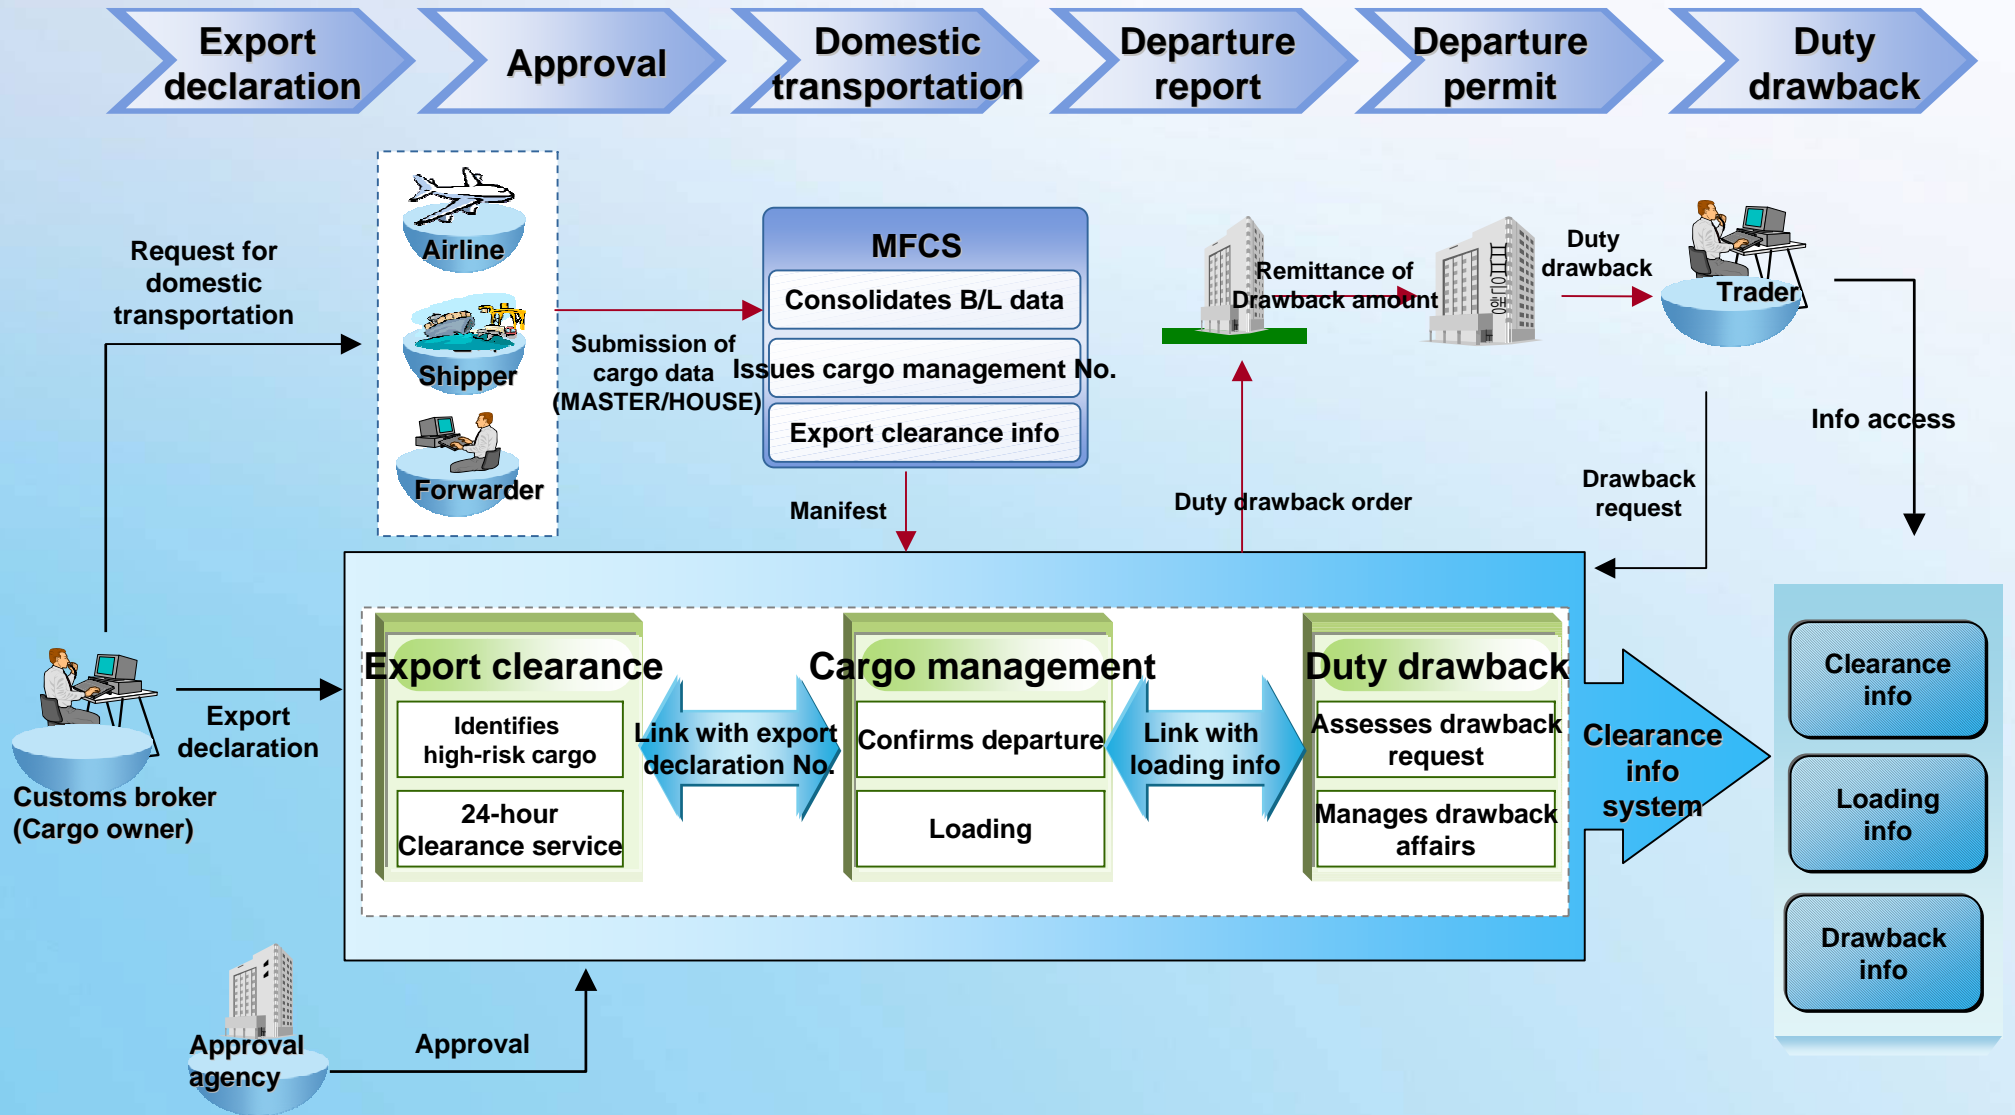 Export
declaration
Approval
Domestic
transportation
Departure
report
Departure
permit
Duty
drawback
Airline
Shipper
Forwarder
Request for
domestic
transportation
Submission of
cargo data
(MASTER/HOUSE)
MFCS
Consolidates B/L data
Issues cargo management No.
Export clearance info
Manifest
Remittance of
Drawback amount
Duty
drawback
Trader
Info access
Duty drawback order
Drawback
request
Export
declaration
Customs broker
(Cargo owner)
Export clearance
Identifies
high-risk cargo
24-hour
Clearance service
Link with export
declaration No.
Cargo management
Confirms departure
Loading
Link with
loading info
Duty drawback
Assesses drawback
request
Manages drawback
affairs
Clearance
info
system
Clearance
info
Loading
info
Drawback
info
Approval
agency
Approval